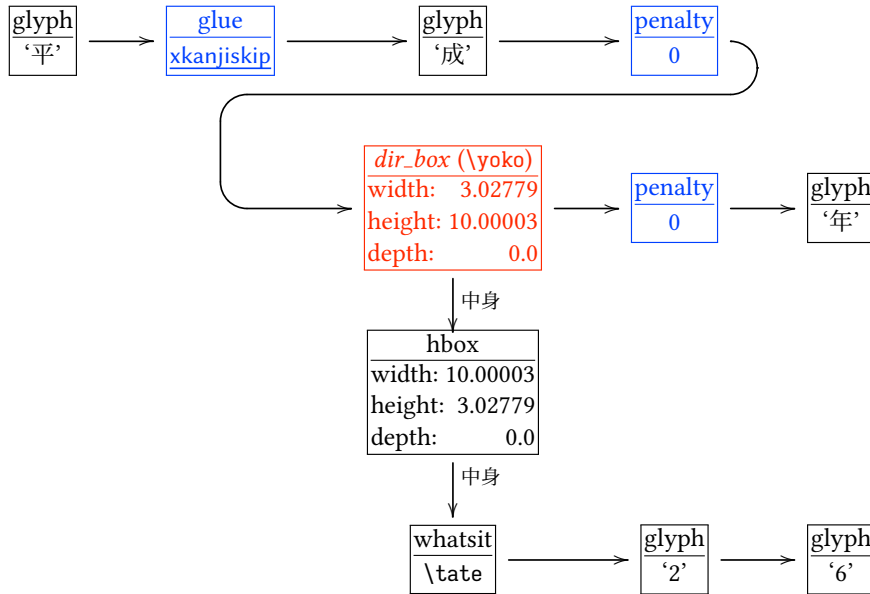 glyph
‘平’
glue
xkanjiskip
glyph
‘成’
penalty
0
dir_box (\yoko)
width: 3.02779
height: 10.00003
depth: 0.0
penalty
0
glyph
‘年’
中身
hbox
width: 10.00003
height: 3.02779
depth: 0.0
中身
whatsit
\tate
glyph
‘2’
glyph
‘6’